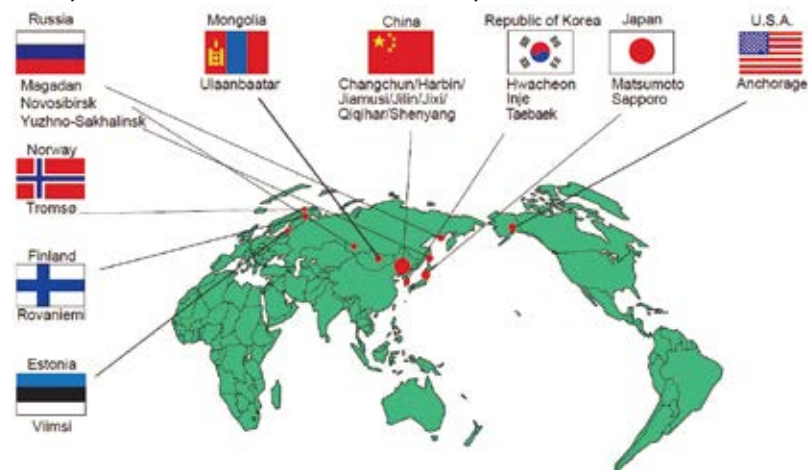 Russia
Magadan
Novosibirsk
Yuzhno-Sakhalinsk
Mongolia
Ulaanbaatar
China
Changchun/Harbin/
Jiamusi/Jilin/Jixi/
Qiqihar/Shenyang
Republic of Korea
Hwacheon
Inje
Taebaek
Japan
Matsumoto
Sapporo
U.S.A.
Anchorage
Norway
Tromsø
Finland
Rovaniemi
Estonia
Viimsi